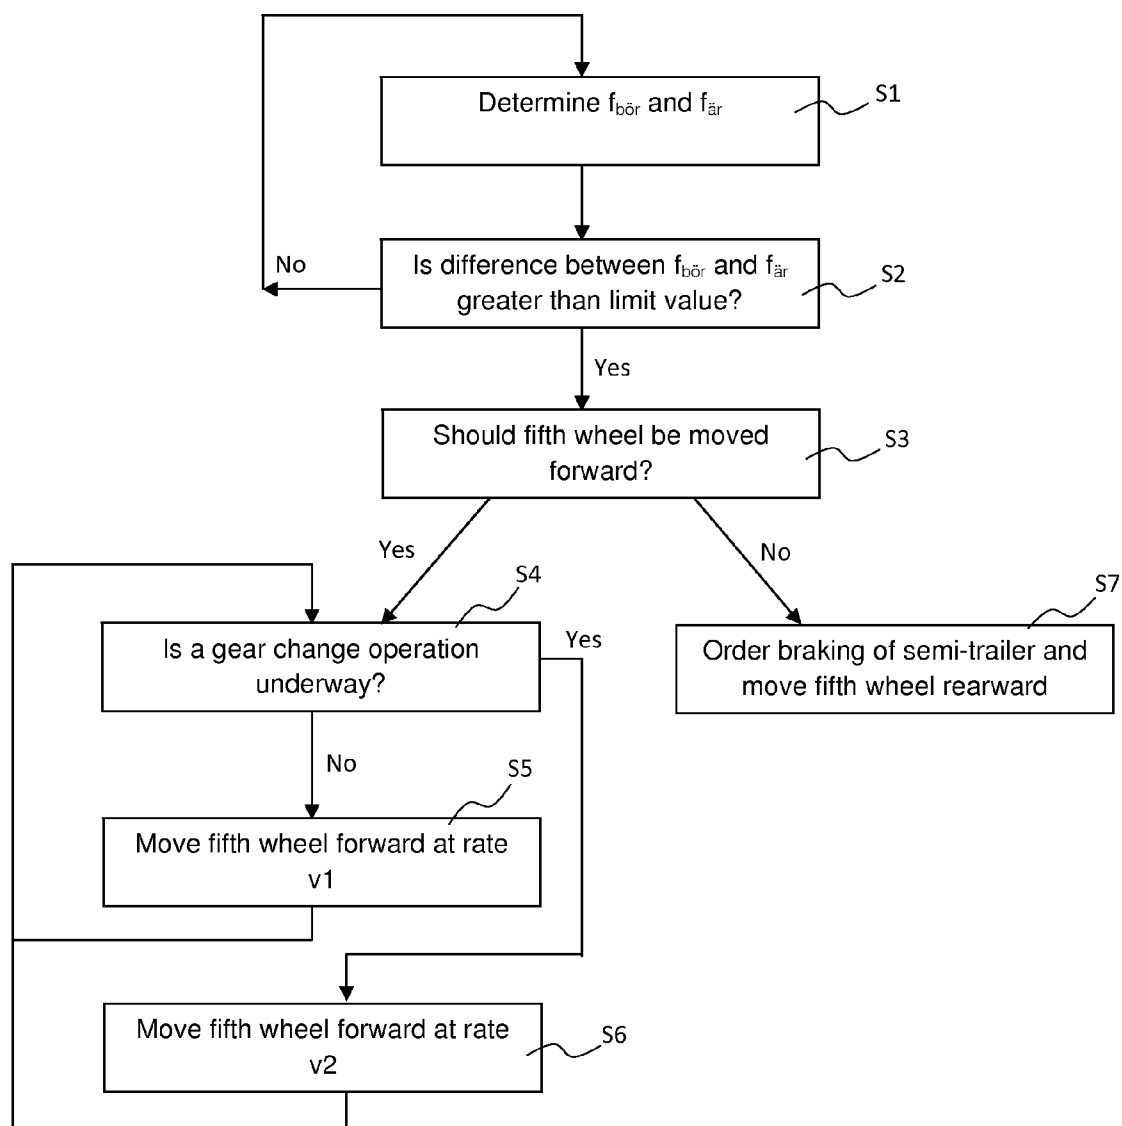 Determine fbör and fär
S1
No
Is difference between fbör and fär
greater than limit value?
S2
Yes
Should fifth wheel be moved
forward?
S3
Yes
No
S4
S7
Is a gear change operation
underway?
Yes
Order braking of semi-trailer and
move fifth wheel rearward
No
S5
Move fifth wheel forward at rate
v1
Move fifth wheel forward at rate
v2
S6